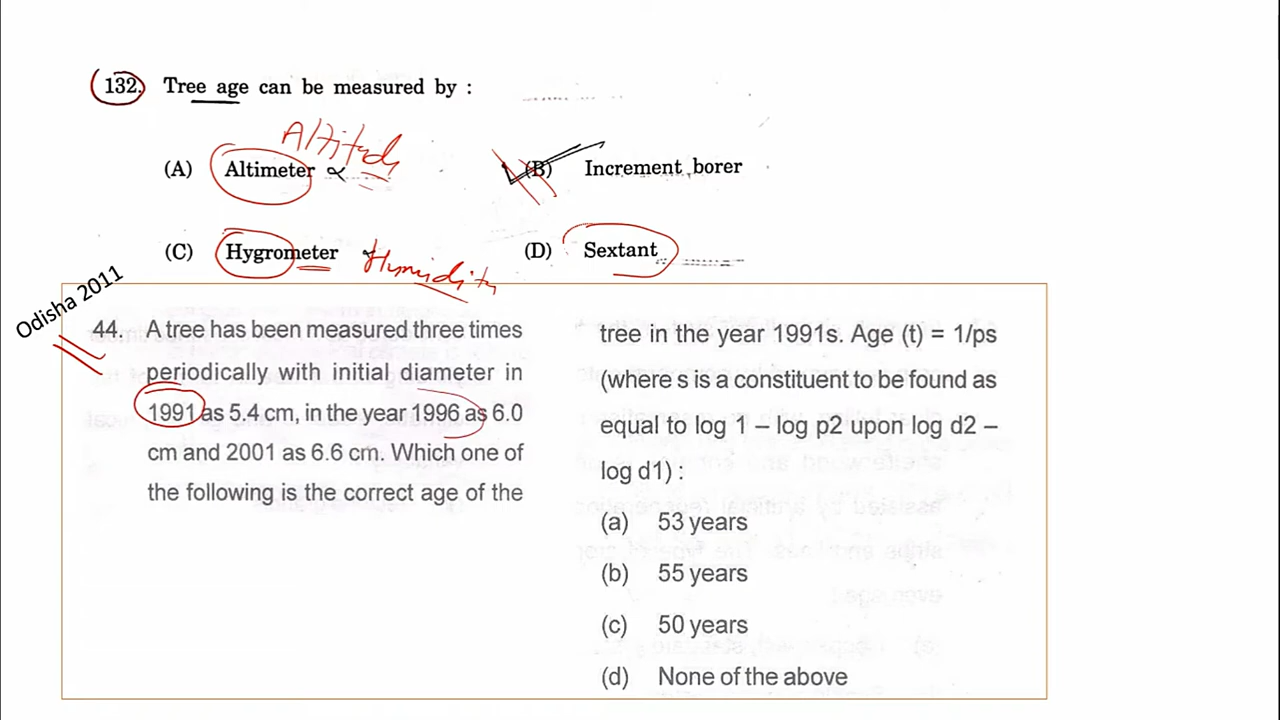 132. Tree age can be measured by :
Altitude
(A) Altimeter ∝
(B) Increment borer
(C) Hygrometer
Humidity
(D) Sextant
Odisha 2011
44. A tree has been measured three times
periodically with initial diameter in
1991 as 5.4 cm, in the year 1996 as 6.0
cm and 2001 as 6.6 cm. Which one of
the following is the correct age of the
tree in the year 1991s. Age (t) = 1/ps
(where s is a constituent to be found as
equal to log 1 – log p2 upon log d2 –
log d1) :
(a) 53 years
(b) 55 years
(c) 50 years
(d) None of the above